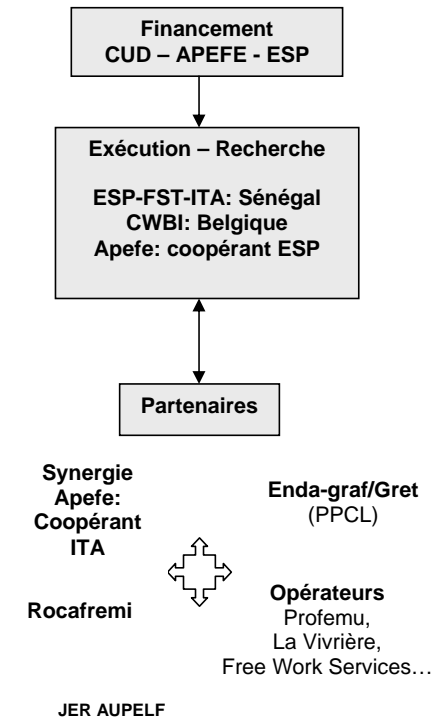 Financement
CUD – APEFE - ESP
Exécution – Recherche
ESP-FST-ITA: Sénégal
CWBI: Belgique
Apefe: coopérant ESP
Partenaires
Synergie
Apefe:
Coopérant
ITA
Enda-graf/Gret
(PPCL)
Rocafremi
Opérateurs
Profemu,
La Vivrière,
Free Work Services…
JER AUPELF